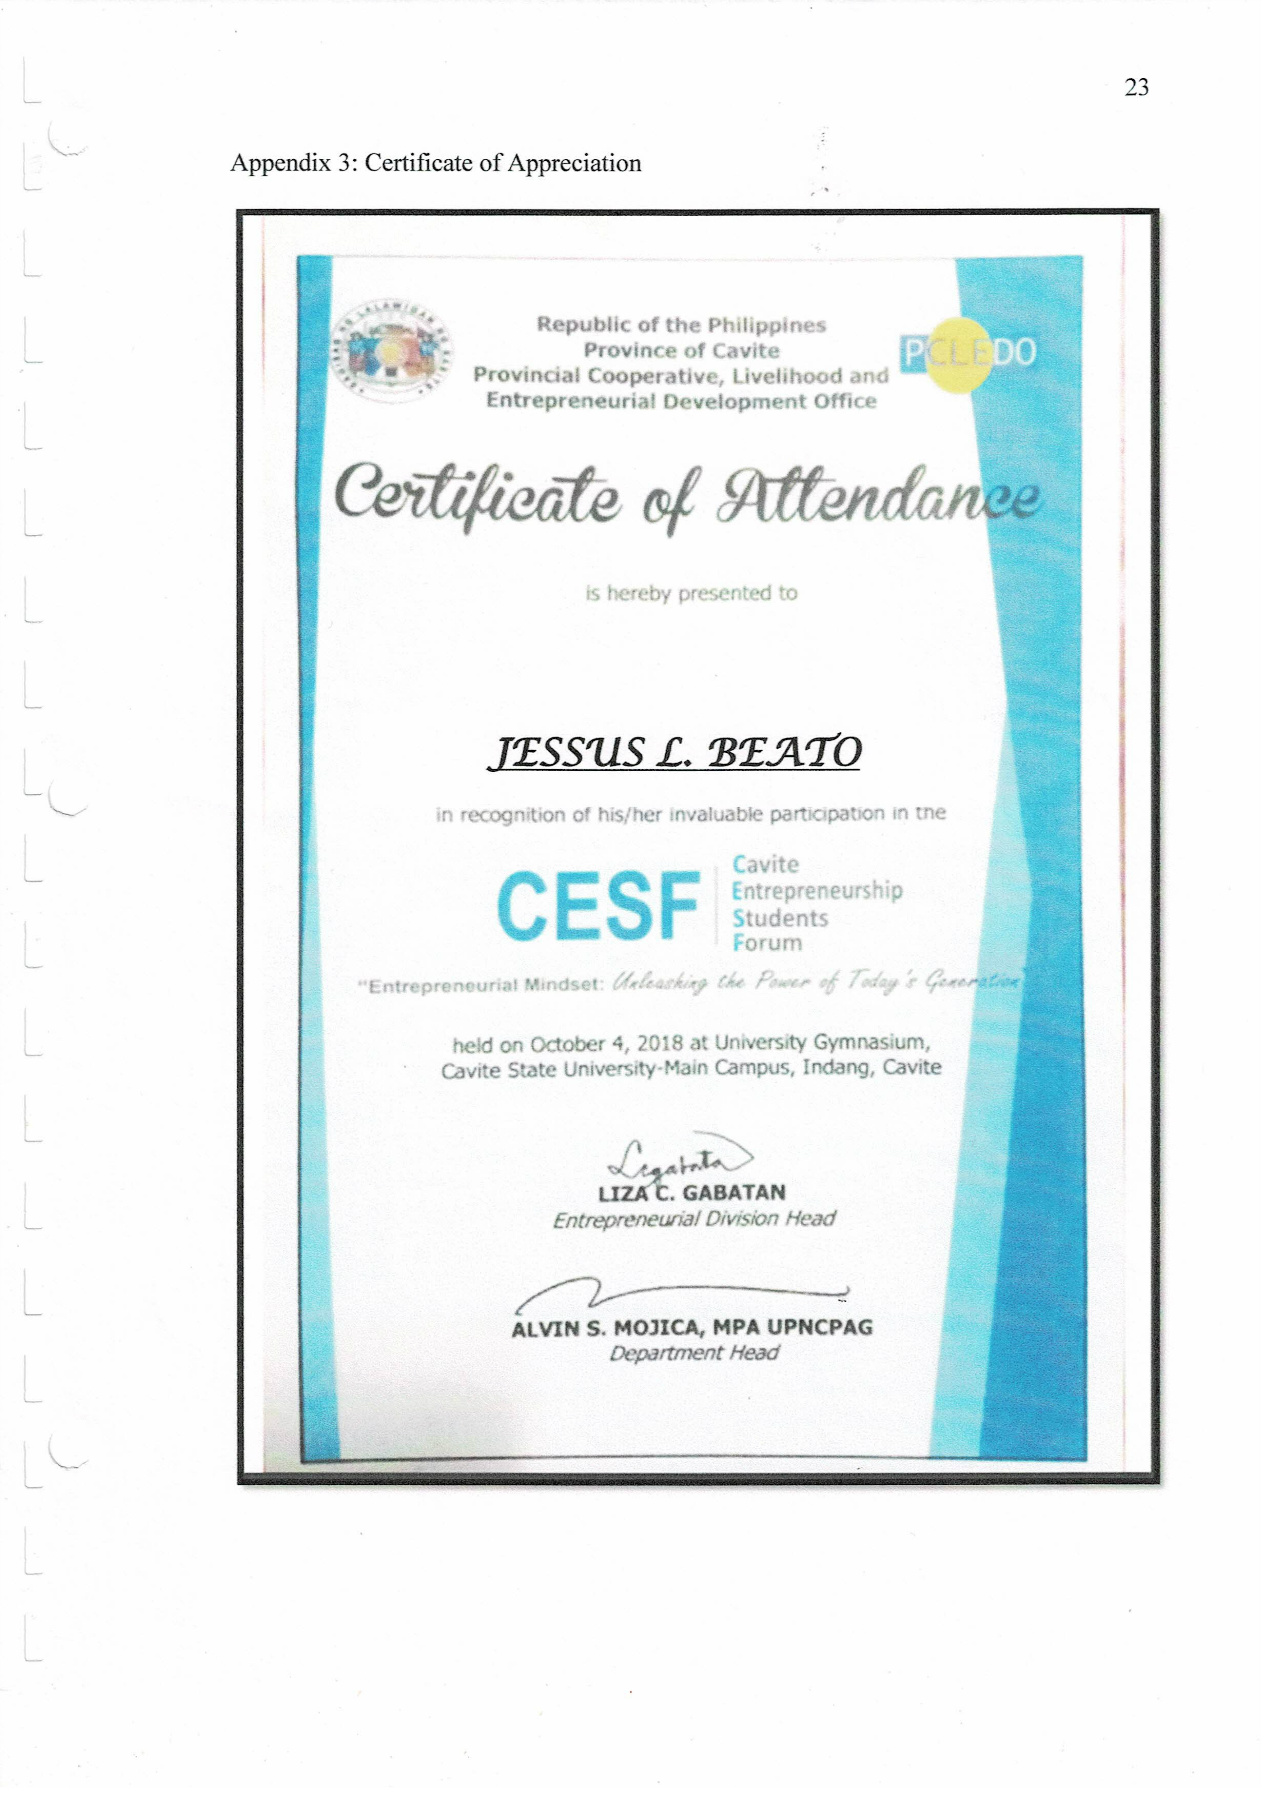 23
Appendix 3: Certificate of Appreciation
Republic of the Philippines
Province of Cavite
Provincial Cooperative, Livelihood and
Entrepreneurial Development Office
PCLEDO
Certificate of Attendance
is hereby presented to
JESSUS L. BEATO
in recognition of his/her invaluable participation in the
CESF
Cavite
Entrepreneurship
Students
Forum
"Entrepreneurial Mindset: Unleashing the Power of Today's Generation"
held on October 4, 2018 at University Gymnasium,
Cavite State University-Main Campus, Indang, Cavite
LIZA C. GABATAN
Entrepreneurial Division Head
ALVIN S. MOJICA, MPA UPNCPAG
Department Head